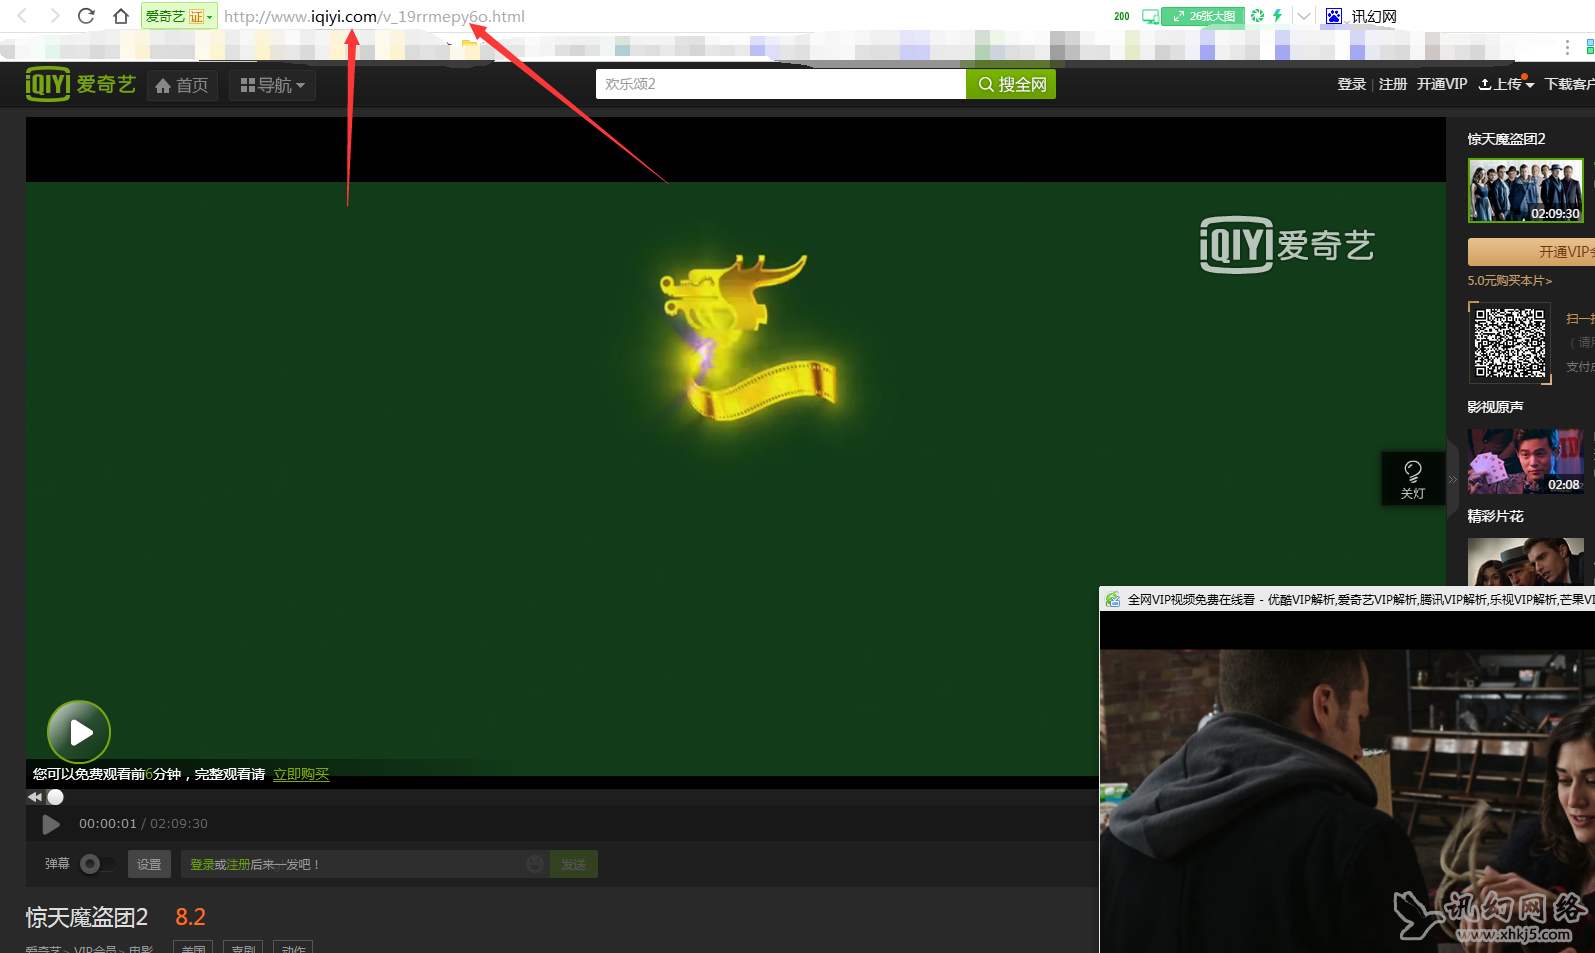 爱奇艺 证 http://www.iqiyi.com/v_19rrmepy6o.html 200 26张大图 讯幻网
iQIYI 爱奇艺 首页 导航 欢乐颂2 搜全网 登录 | 注册 开通VIP 上传 下载客户
惊天魔盗团2
02:09:30
iQIYI 爱奇艺
开通VIP会
5.0元购买本片>
扫一扫
（请用
支付成
影视原声
02:08
关灯
精彩片花
全网VIP视频免费在线看 - 优酷VIP解析,爱奇艺VIP解析,腾讯VIP解析,乐视VIP解析,芒果VI
您可以免费观看前6分钟，完整观看请 立即购买
00:00:01 / 02:09:30
弹幕 设置 登录或注册后来一发吧！ 发送
惊天魔盗团2 8.2
爱奇艺> VIP会员> 电影 美国 喜剧 动作
讯幻网络
www.xhkj5.com